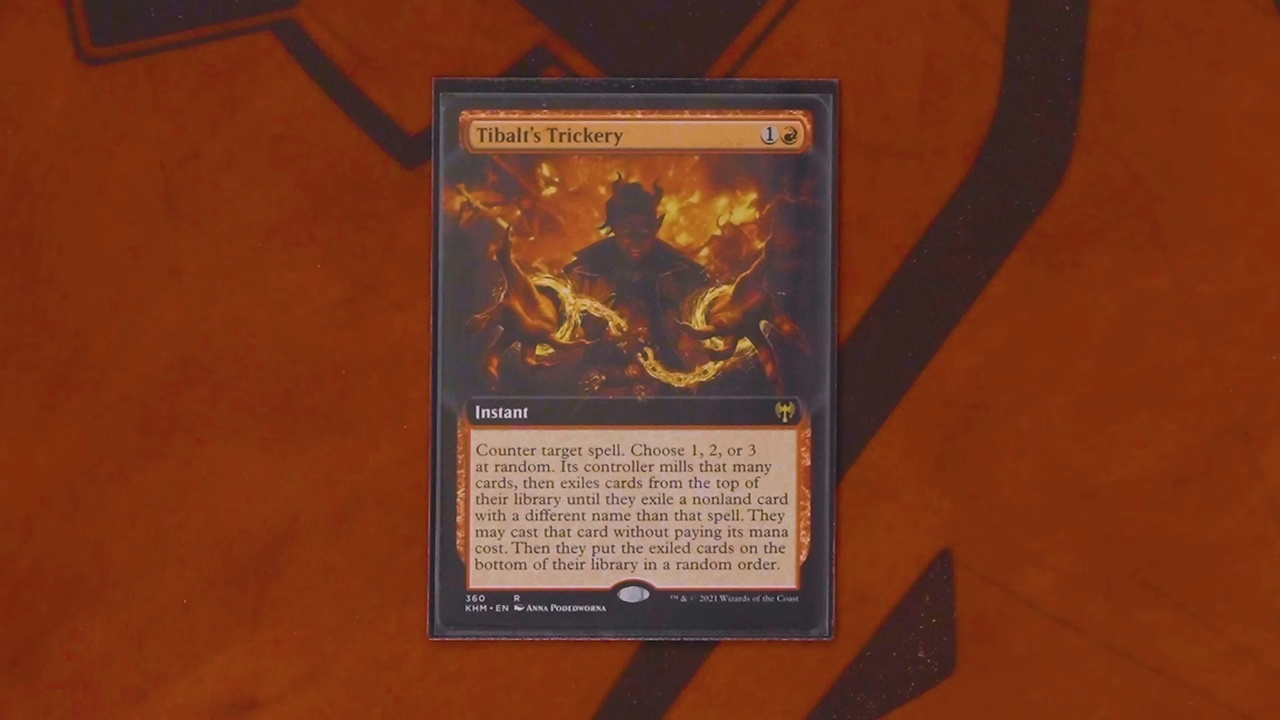 Tibalt's Trickery 1
Instant
Counter target spell. Choose 1, 2, or 3
at random. Its controller mills that many
cards, then exiles cards from the top of
their library until they exile a nonland card
with a different name than that spell. They
may cast that card without paying its mana
cost. Then they put the exiled cards on the
bottom of their library in a random order.
360 R
KHM • EN Anna Podedworna
™ & © 2021 Wizards of the Coast